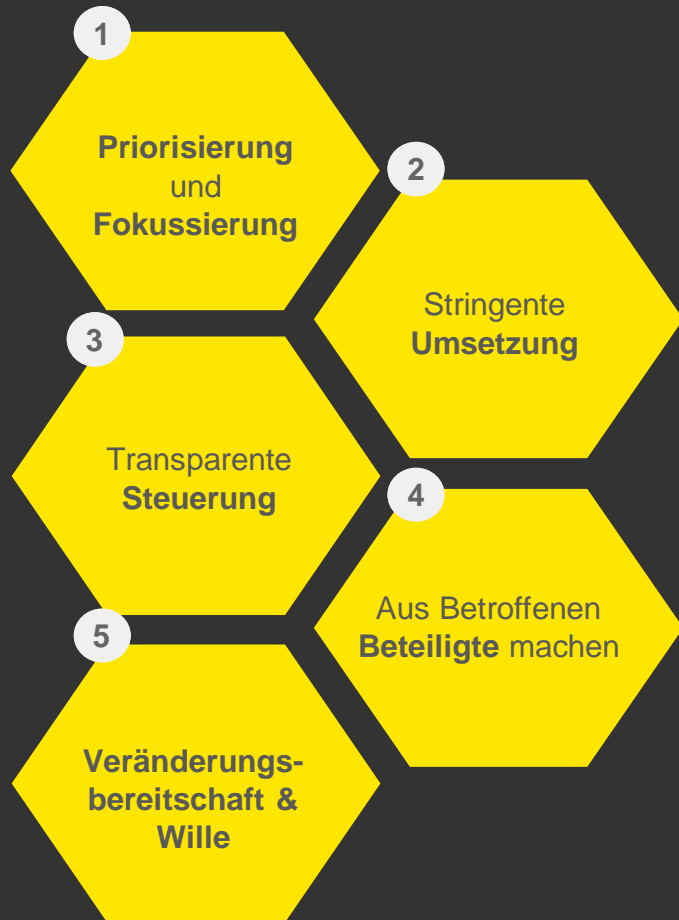 1
Priorisierung
und
Fokussierung
2
Stringente
Umsetzung
3
Transparente
Steuerung
4
Aus Betroffenen
Beteiligte machen
5
Veränderungs-
bereitschaft &
Wille